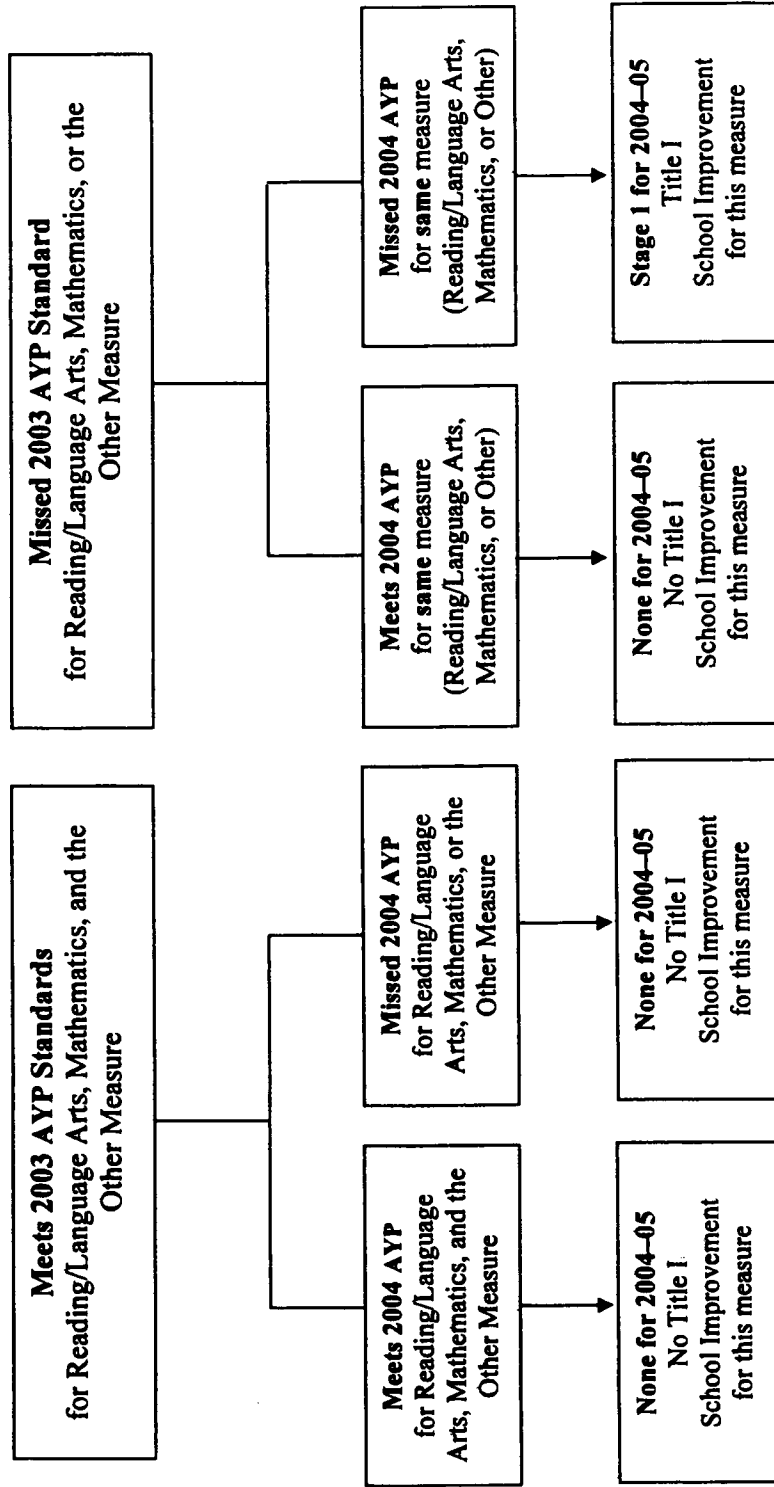 Meets 2003 AYP Standards
for Reading/Language Arts, Mathematics, and the
Other Measure
Missed 2003 AYP Standard
for Reading/Language Arts, Mathematics, or the
Other Measure
Meets 2004 AYP
for Reading/Language
Arts, Mathematics, and the
Other Measure
Missed 2004 AYP
for Reading/Language
Arts, Mathematics, or the
Other Measure
Meets 2004 AYP
for same measure
(Reading/Language Arts,
Mathematics, or Other)
Missed 2004 AYP
for same measure
(Reading/Language Arts,
Mathematics, or Other)
None for 2004–05
No Title I
School Improvement
for this measure
None for 2004–05
No Title I
School Improvement
for this measure
None for 2004–05
No Title I
School Improvement
for this measure
Stage 1 for 2004–05
Title I
School Improvement
for this measure